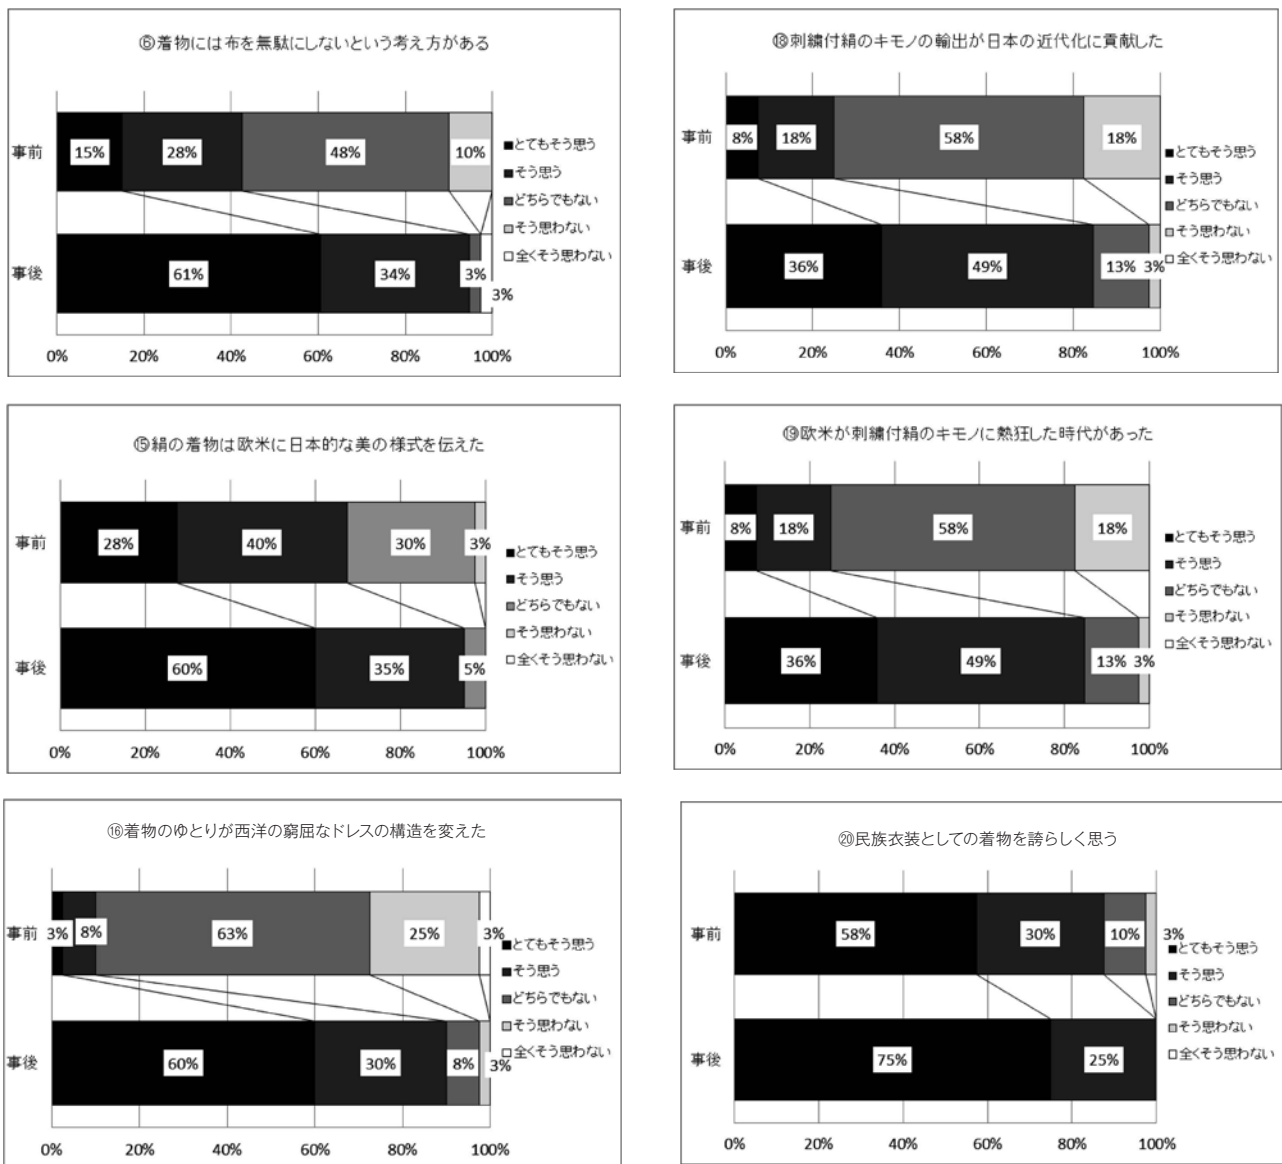 ⑥着物には布を無駄にしないという考え方がある
事前
15%
28%
48%
10%
とてもそう思う
そう思う
どちらでもない
そう思わない
全くそう思わない
事後
61%
34%
3%
3%
0%
20%
40%
60%
80%
100%
⑱刺繍付絹のキモノの輸出が日本の近代化に貢献した
事前
8%
18%
58%
18%
とてもそう思う
そう思う
どちらでもない
そう思わない
全くそう思わない
事後
36%
49%
13%
3%
0%
20%
40%
60%
80%
100%
⑮絹の着物は欧米に日本的な美の様式を伝えた
事前
28%
40%
30%
3%
とてもそう思う
そう思う
どちらでもない
そう思わない
全くそう思わない
事後
60%
35%
5%
0%
20%
40%
60%
80%
100%
⑲欧米が刺繍付絹のキモノに熱狂した時代があった
事前
8%
18%
58%
18%
とてもそう思う
そう思う
どちらでもない
そう思わない
全くそう思わない
事後
36%
49%
13%
3%
0%
20%
40%
60%
80%
100%
⑯着物のゆとりが西洋の窮屈なドレスの構造を変えた
事前
3%
8%
63%
25%
3%
とてもそう思う
そう思う
どちらでもない
そう思わない
全くそう思わない
事後
60%
30%
8%
3%
0%
20%
40%
60%
80%
100%
⑳民族衣装としての着物を誇らしく思う
事前
58%
30%
10%
3%
とてもそう思う
そう思う
どちらでもない
そう思わない
全くそう思わない
事後
75%
25%
0%
20%
40%
60%
80%
100%